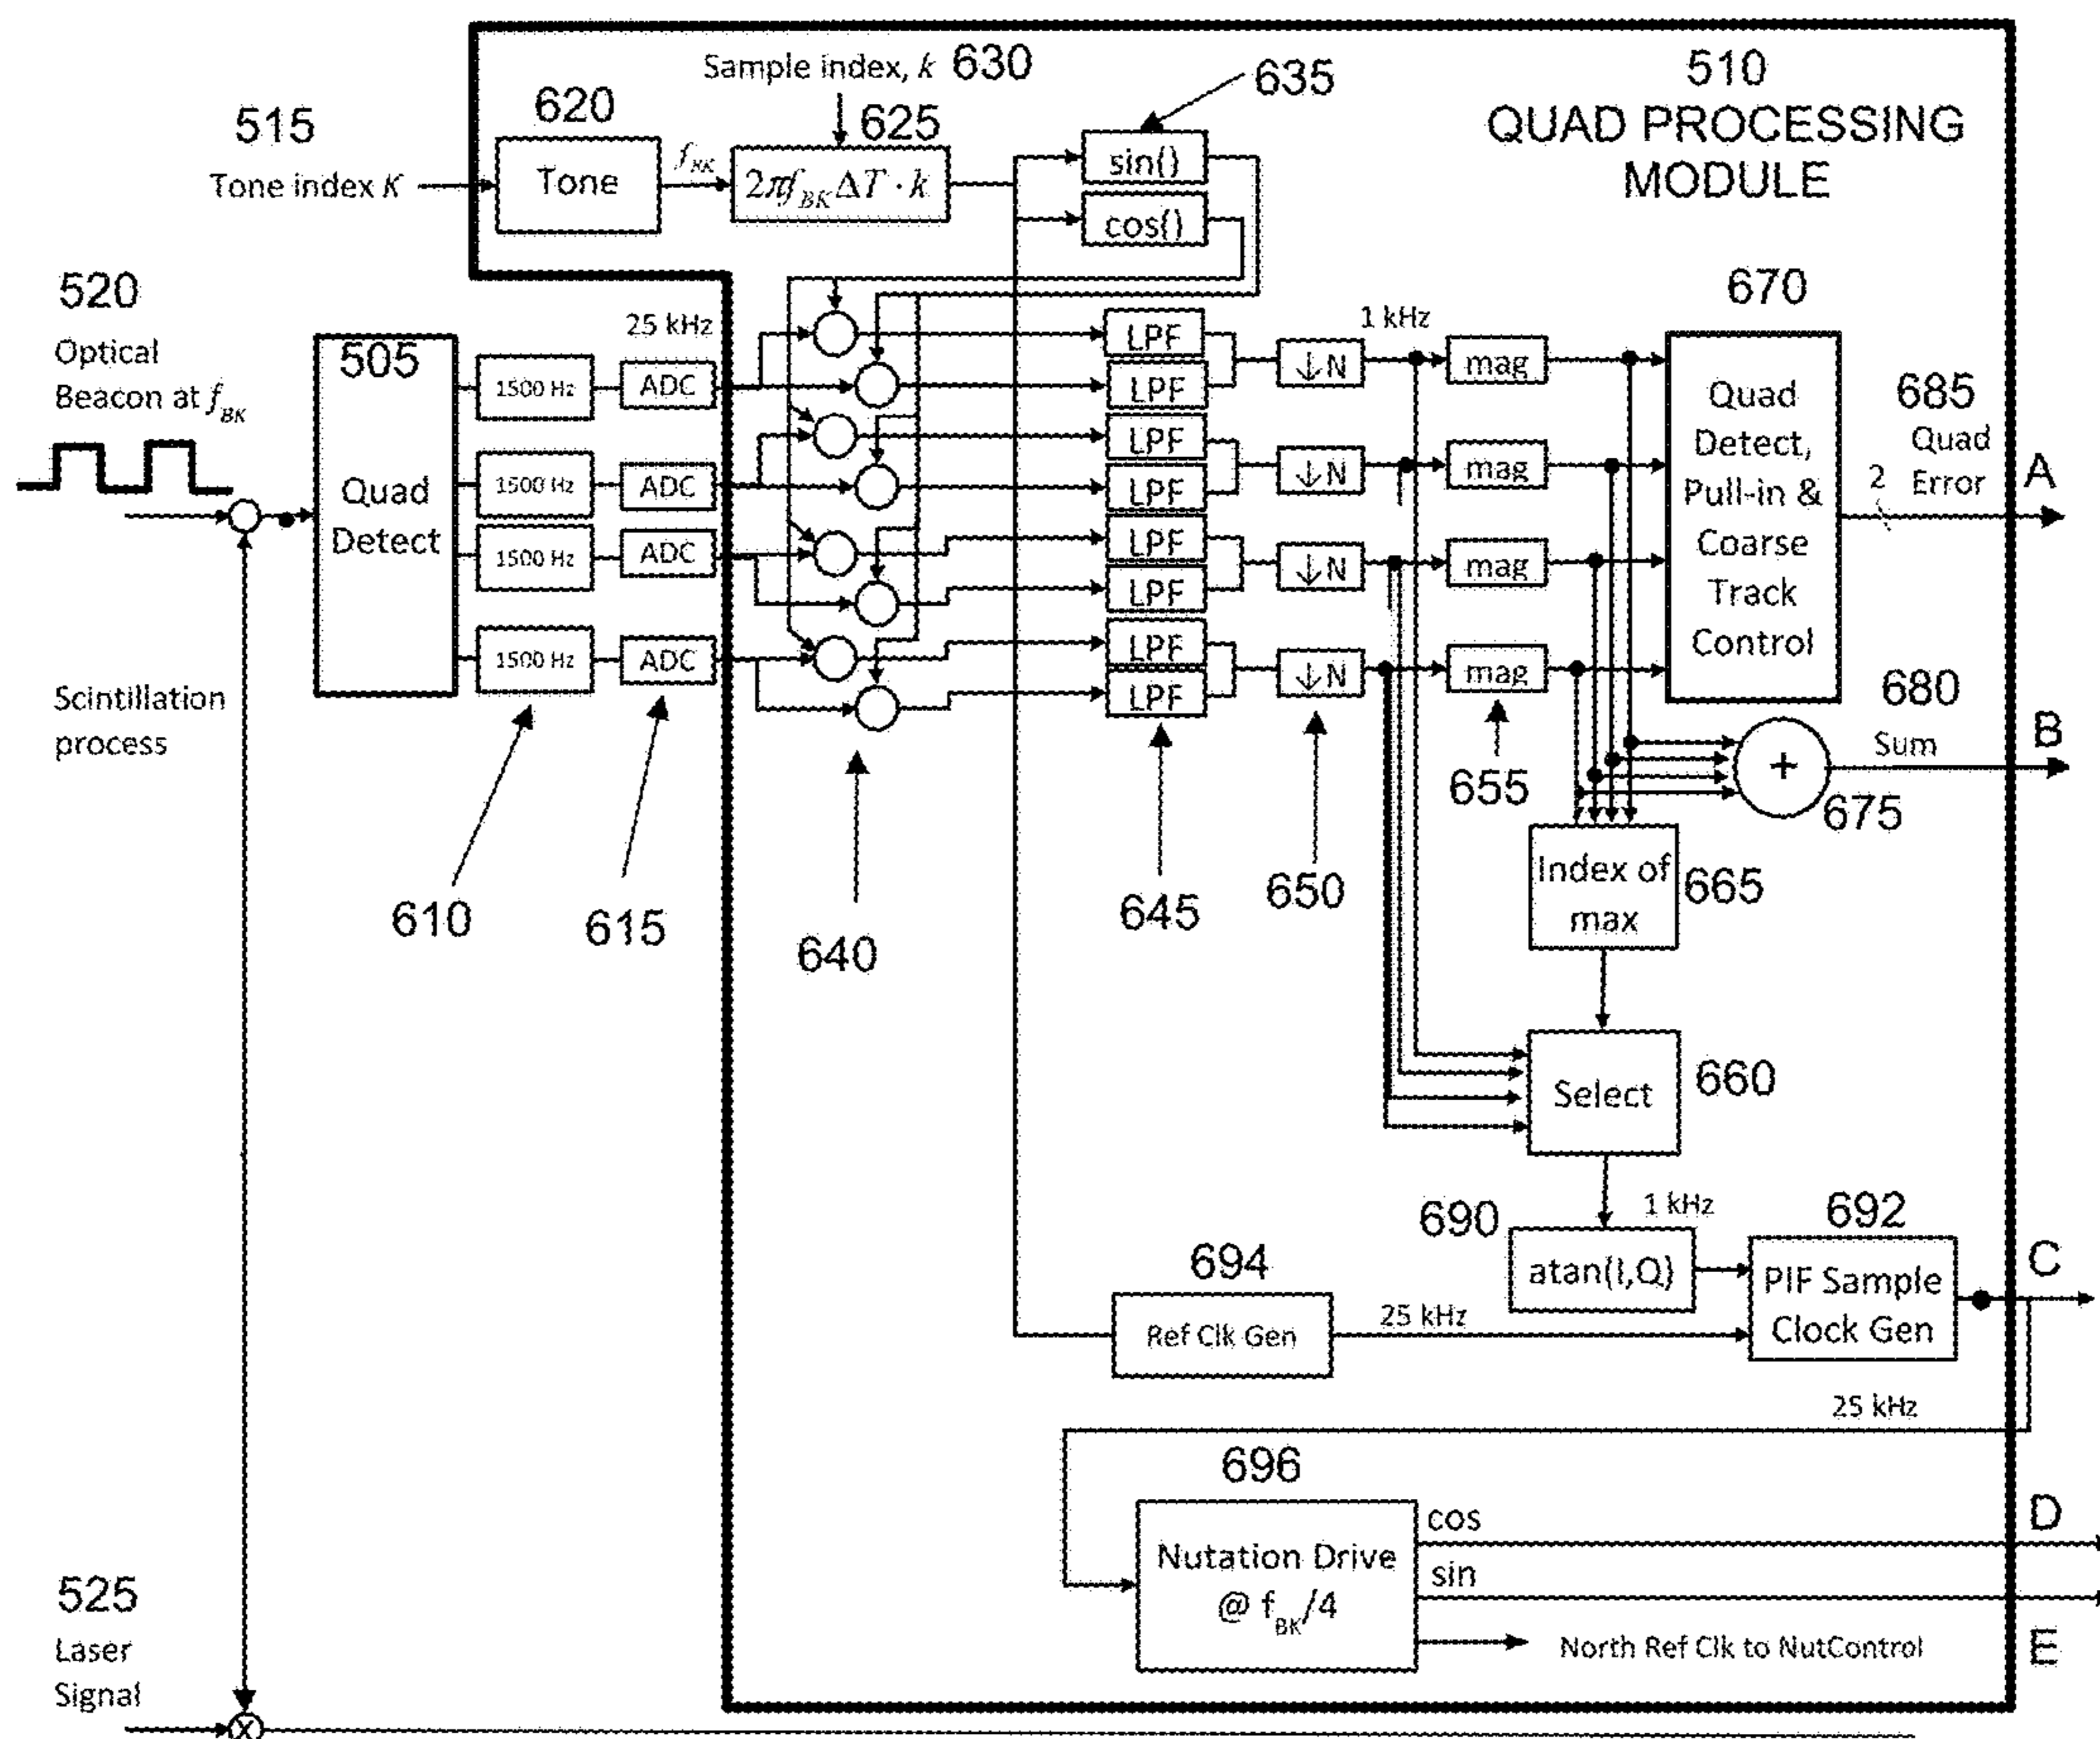 Sample index, k 630
635
510
QUAD PROCESSING
MODULE
515
Tone index K
620
Tone
f_BK
625
2πf_BK ΔT · k
sin()
cos()
520
Optical
Beacon at f_BK
505
Quad
Detect
25 kHz
1500 Hz
ADC
1500 Hz
ADC
1500 Hz
ADC
1500 Hz
ADC
610
615
640
LPF
LPF
LPF
LPF
LPF
LPF
LPF
LPF
645
↓N
↓N
↓N
↓N
650
1 kHz
mag
mag
mag
mag
655
670
Quad
Detect,
Pull-in &
Coarse
Track
Control
685
Quad
Error
2
A
680
Sum
B
+
675
Index of
max
665
Select
660
Scintillation
process
690
atan(I,Q)
1 kHz
692
PIF Sample
Clock Gen
C
694
Ref Clk Gen
25 kHz
25 kHz
696
Nutation Drive
@ f_BK/4
cos
D
sin
North Ref Clk to NutControl
E
525
Laser
Signal
X